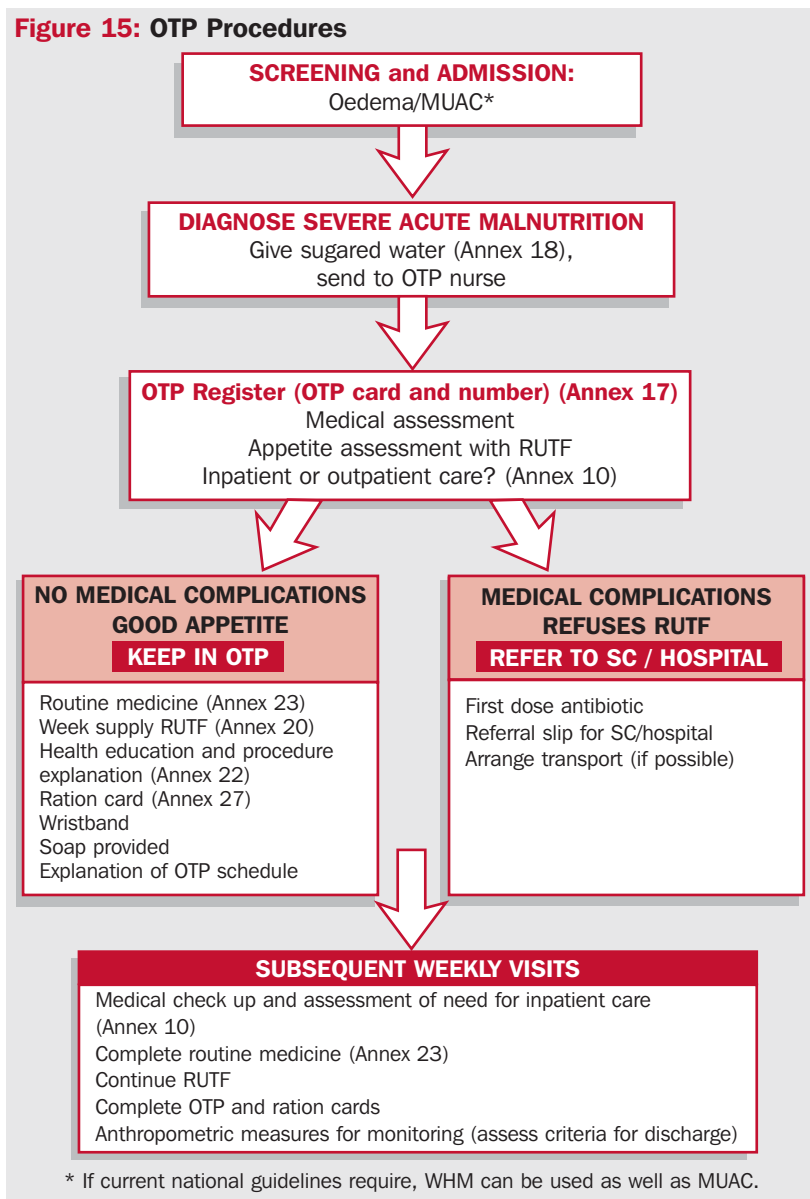 Figure 15: OTP Procedures
SCREENING and ADMISSION:
Oedema/MUAC*
DIAGNOSE SEVERE ACUTE MALNUTRITION
Give sugared water (Annex 18),
send to OTP nurse
OTP Register (OTP card and number) (Annex 17)
Medical assessment
Appetite assessment with RUTF
Inpatient or outpatient care? (Annex 10)
NO MEDICAL COMPLICATIONS
GOOD APPETITE
KEEP IN OTP
Routine medicine (Annex 23)
Week supply RUTF (Annex 20)
Health education and procedure
explanation (Annex 22)
Ration card (Annex 27)
Wristband
Soap provided
Explanation of OTP schedule
MEDICAL COMPLICATIONS
REFUSES RUTF
REFER TO SC / HOSPITAL
First dose antibiotic
Referral slip for SC/hospital
Arrange transport (if possible)
SUBSEQUENT WEEKLY VISITS
Medical check up and assessment of need for inpatient care
(Annex 10)
Complete routine medicine (Annex 23)
Continue RUTF
Complete OTP and ration cards
Anthropometric measures for monitoring (assess criteria for discharge)
* If current national guidelines require, WHM can be used as well as MUAC.